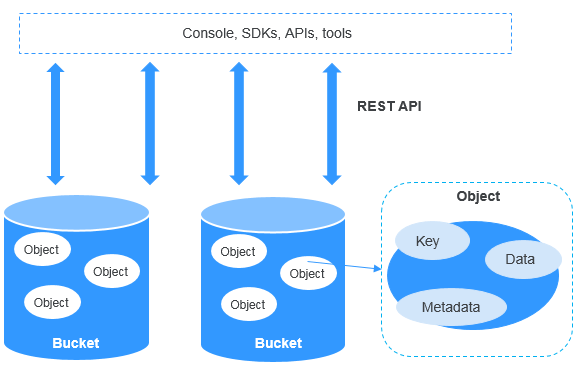 Console, SDKs, APIs, tools
REST API
Object
Object
Object
Bucket
Object
Object
Object
Bucket
Object
Key
Data
Metadata